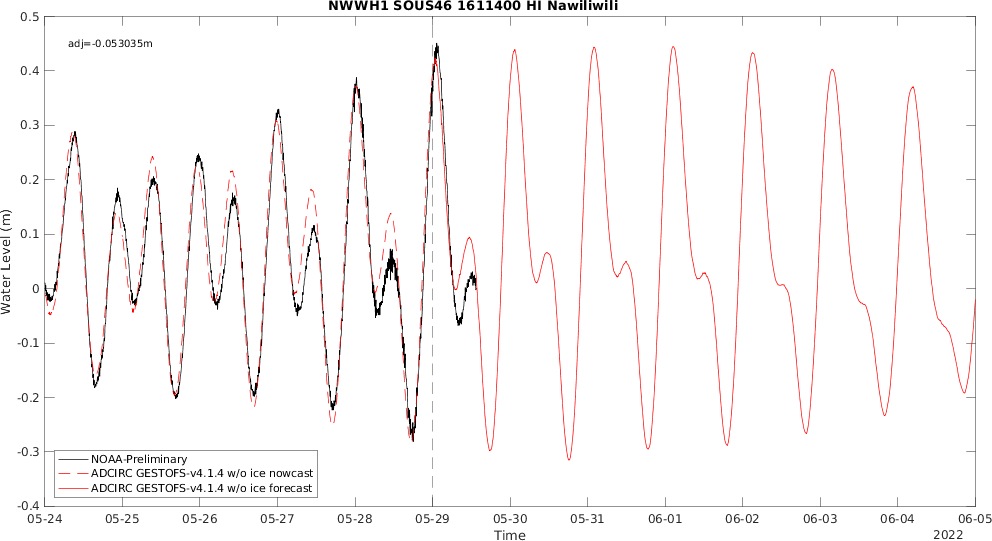 NWWH1 SOUS46 1611400 HI Nawiliwili
adj=-0.053035m
Water Level (m)
0.5
0.4
0.3
0.2
0.1
0
-0.1
-0.2
-0.3
-0.4
NOAA-Preliminary
ADCIRC GESTOFS-v4.1.4 w/o ice nowcast
ADCIRC GESTOFS-v4.1.4 w/o ice forecast
05-24 05-25 05-26 05-27 05-28 05-29 05-30 05-31 06-01 06-02 06-03 06-04 06-05
Time
2022